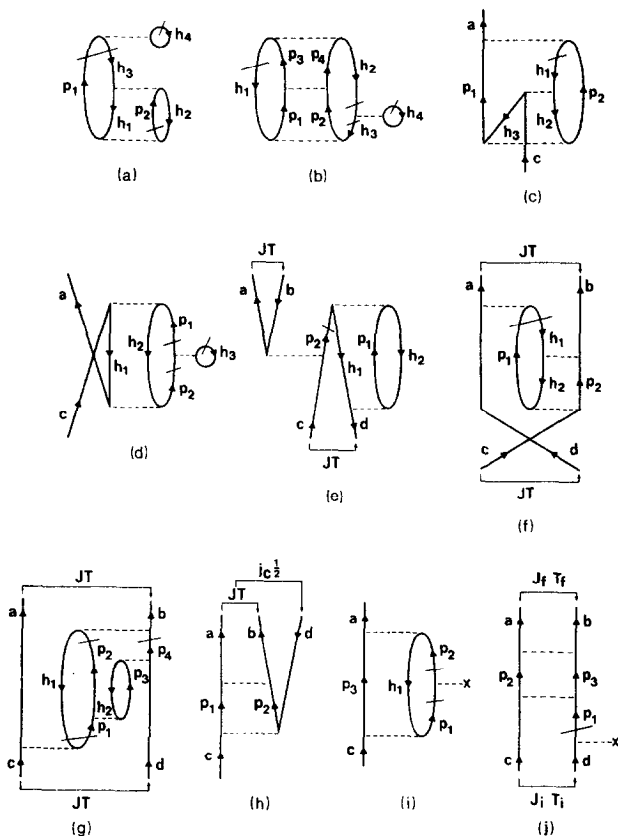 h4
h3
p1
h1
p2
h2
(a)
p3
p4
h2
h1
p1
p2
h3
h4
(b)
a
h1
p2
p1
h3
h2
c
(c)
a
p1
h2
h3
h1
p2
c
(d)
JT
a
b
p2
p1
h2
h1
c
d
JT
(e)
JT
a
b
h1
p1
h2
p2
c
d
JT
(f)
JT
a
b
p2
p4
h1
p3
h2
p1
c
d
JT
(g)
jc ½
JT
a
b
d
p1
p2
c
(h)
a
p2
p3
h1
x
p1
c
(i)
Jf Tf
a
b
p2
p3
p1
x
c
d
Ji Ti
(j)